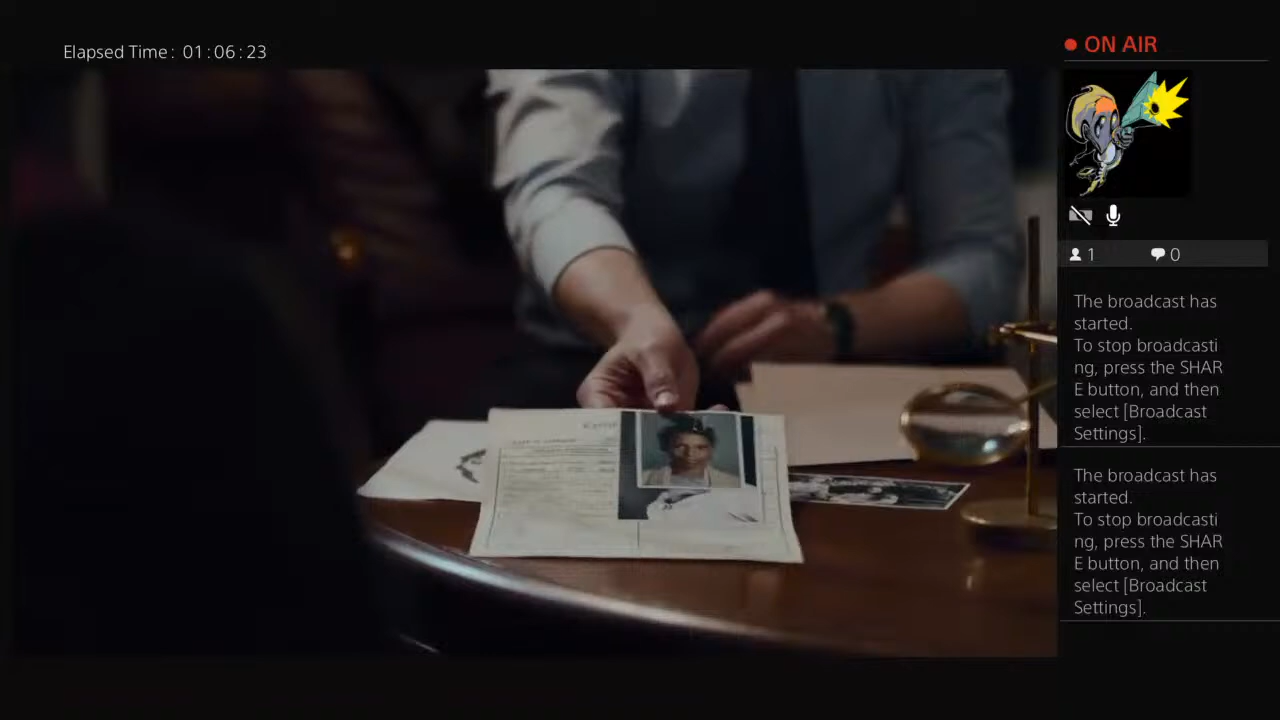 Elapsed Time: 01:06:23
ON AIR
1
0
The broadcast has
started.
To stop broadcasti
ng, press the SHAR
E button, and then
select [Broadcast
Settings].
The broadcast has
started.
To stop broadcasti
ng, press the SHAR
E button, and then
select [Broadcast
Settings].